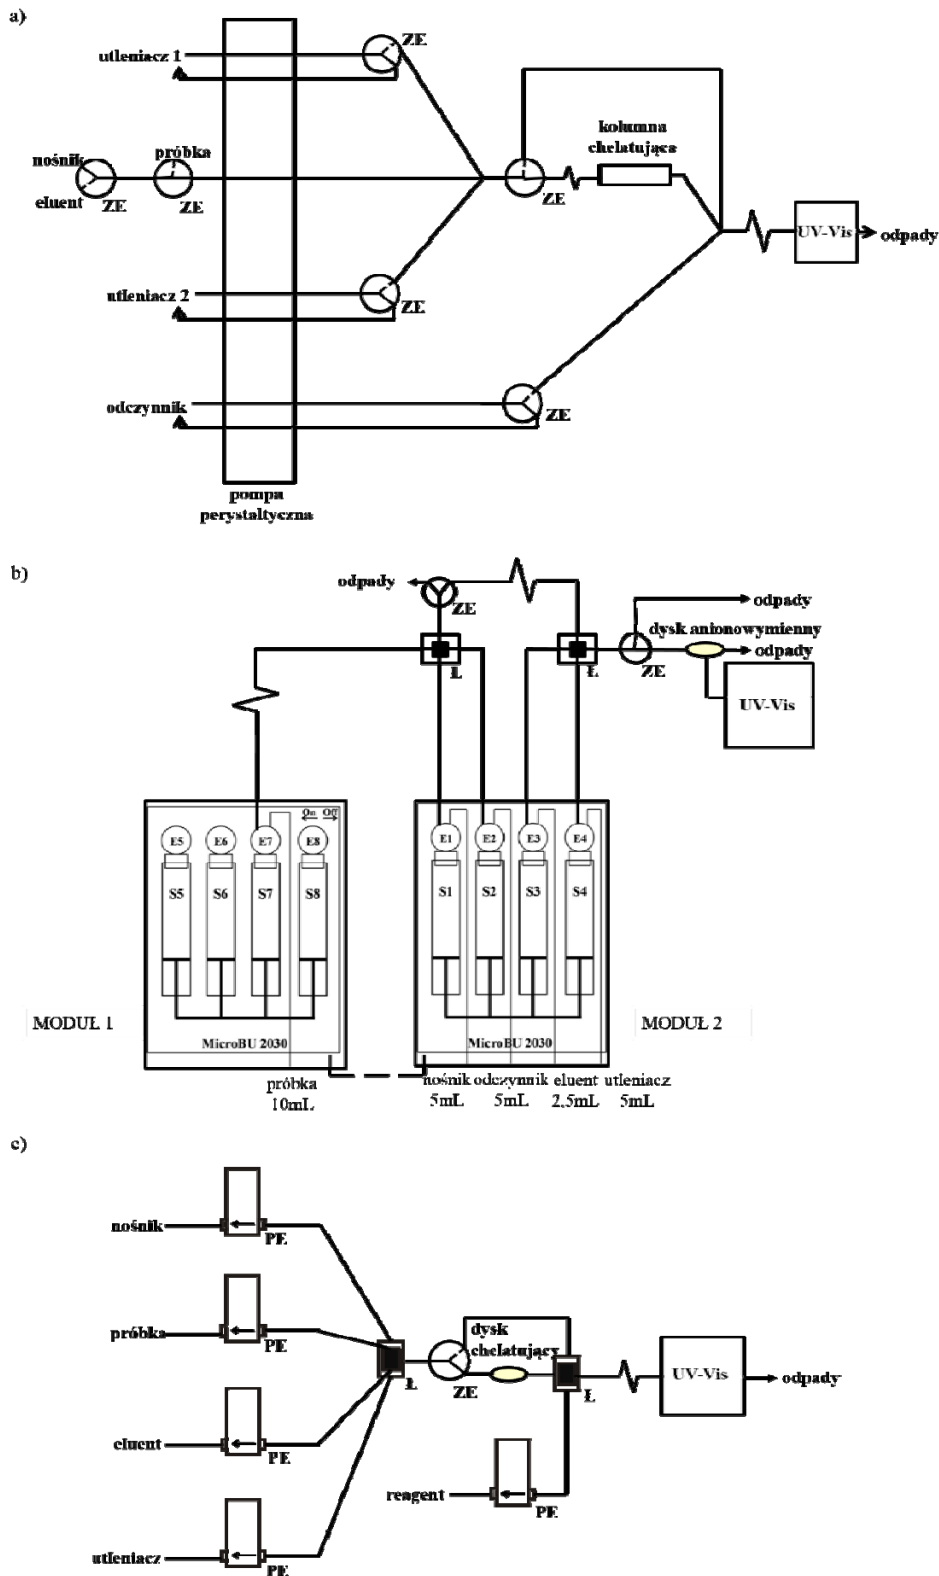 a)
utleniacz 1
ZE
nośnik
próbka
eluent
ZE
ZE
kolumna
chelatująca
ZE
UV-Vis
odpady
utleniacz 2
ZE
odczynnik
ZE
pompa
perystaltyczna
b)
odpady
ZE
odpady
dysk anionowymienny
odpady
Ł
Ł
ZE
UV-Vis
On Off
E5 E6 E7 E8
S5 S6 S7 S8
E1 E2 E3 E4
S1 S2 S3 S4
MODUŁ 1
MicroBU 2030
MicroBU 2030
MODUŁ 2
próbka
10mL
nośnik odczynnik eluent utleniacz
5mL 5mL 2,5mL 5mL
c)
nośnik
PE
próbka
PE
dysk
chelatujący
Ł
ZE
Ł
UV-Vis
odpady
eluent
PE
reagent
PE
utleniacz
PE